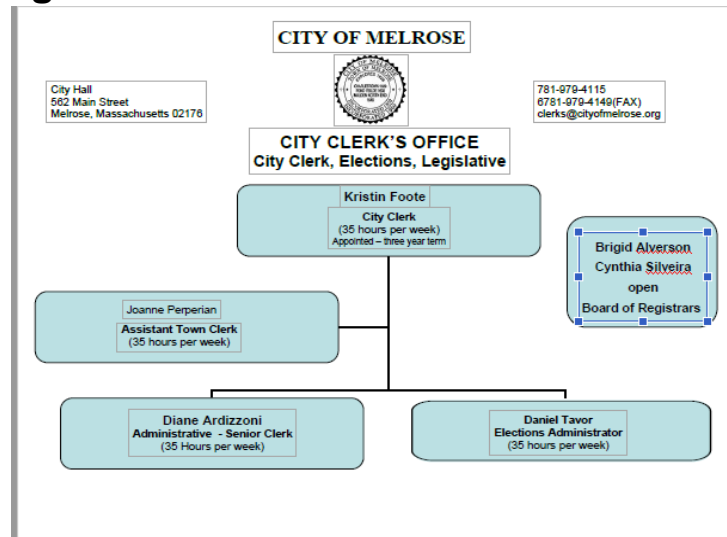 CITY OF MELROSE
City Hall
562 Main Street
Melrose, Massachusetts 02176
781-979-4115
6781-979-4149(FAX)
clerks@cityofmelrose.org
CITY CLERK'S OFFICE
City Clerk, Elections, Legislative
Kristin Foote
City Clerk
(35 hours per week)
Appointed – three year term
Brigid Alverson
Cynthia Silveira
open
Board of Registrars
Joanne Perperian
Assistant Town Clerk
(35 hours per week)
Diane Ardizzoni
Administrative - Senior Clerk
(35 Hours per week)
Daniel Tavor
Elections Administrator
(35 hours per week)